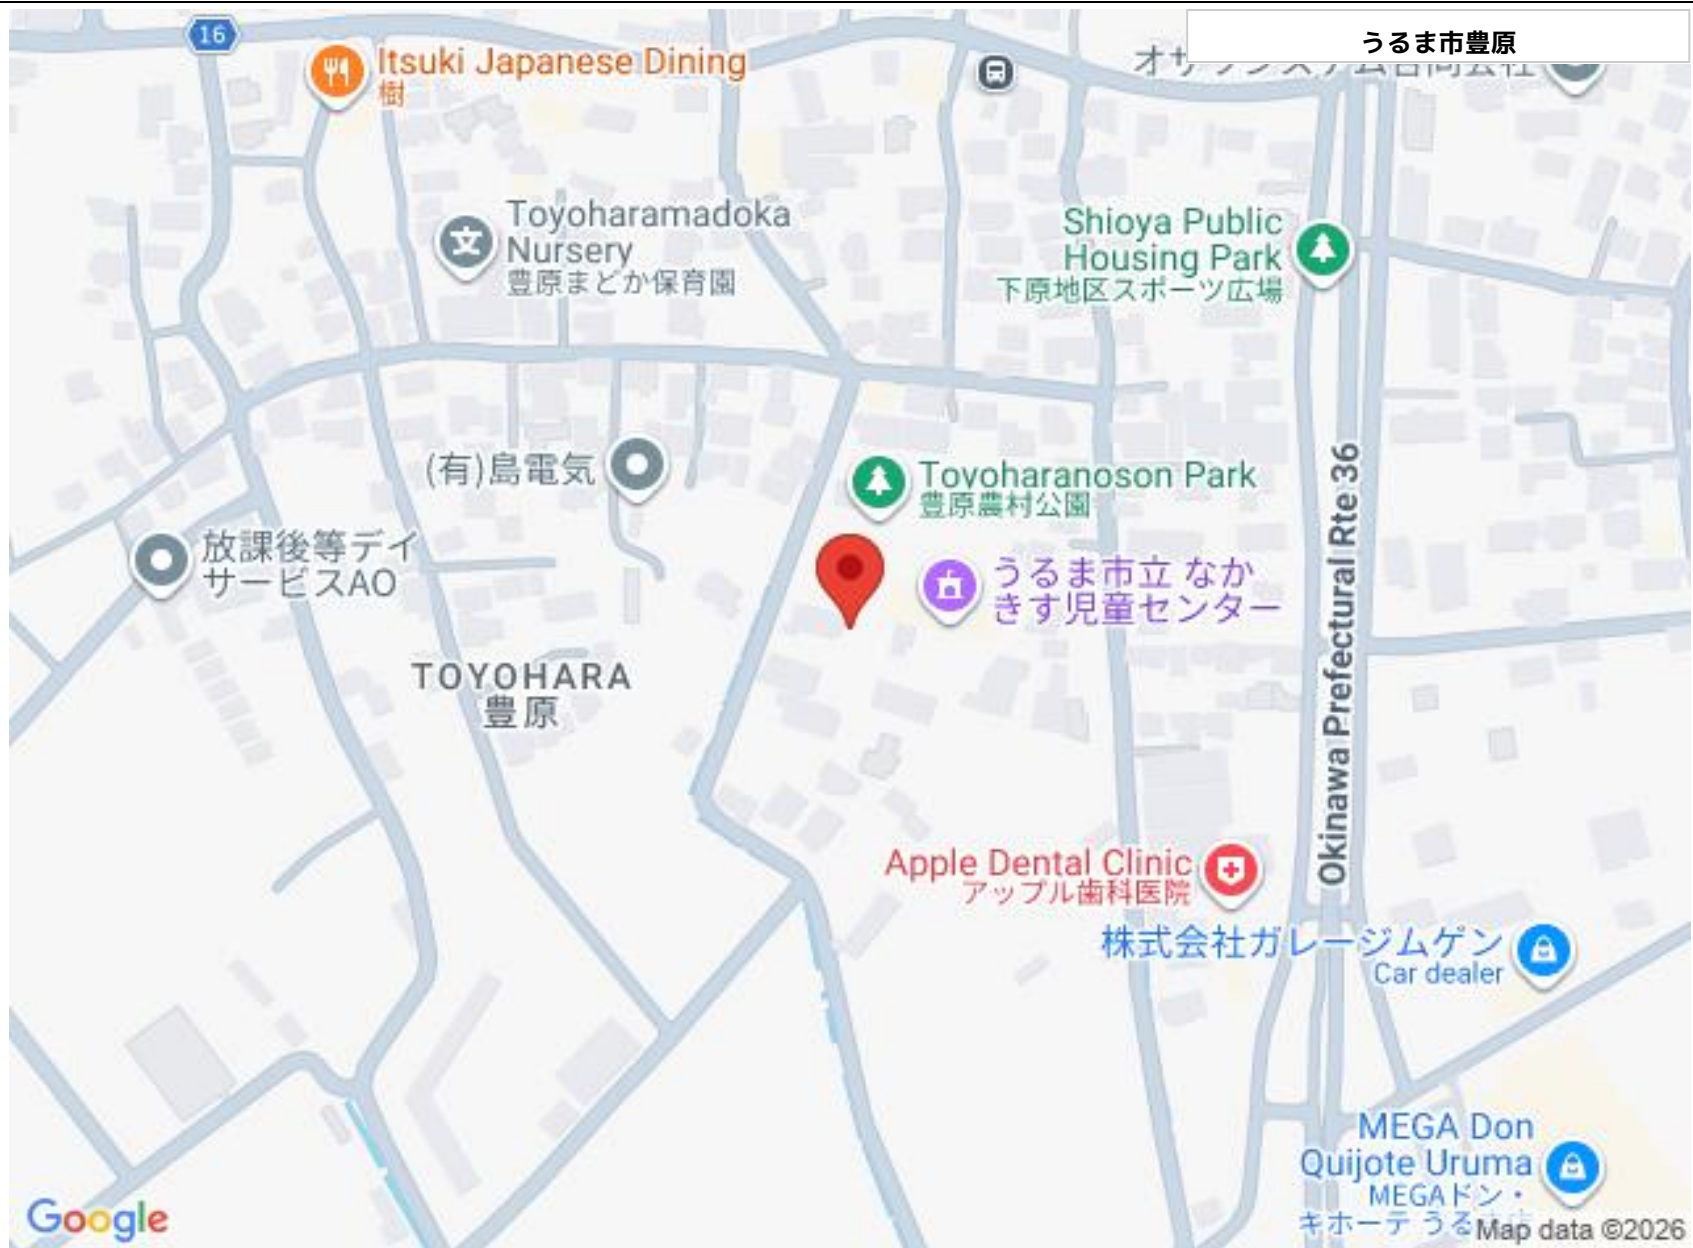 16
うるま市豊原
Itsuki Japanese Dining
樹
Toyoharamadoka
Nursery
豊原まどか保育園
Shioya Public
Housing Park
下原地区スポーツ広場
(有)島電気
Toyoharanoson Park
豊原農村公園
放課後等デイ
サービスAO
うるま市立 なか
きす児童センター
Okinawa Prefectural Rte 36
TOYOHARA
豊原
Apple Dental Clinic
アップル歯科医院
株式会社ガレージムゲン
Car dealer
MEGA Don
Quijote Uruma
MEGAドン・
キホーテ うる
Google
Map data ©2026